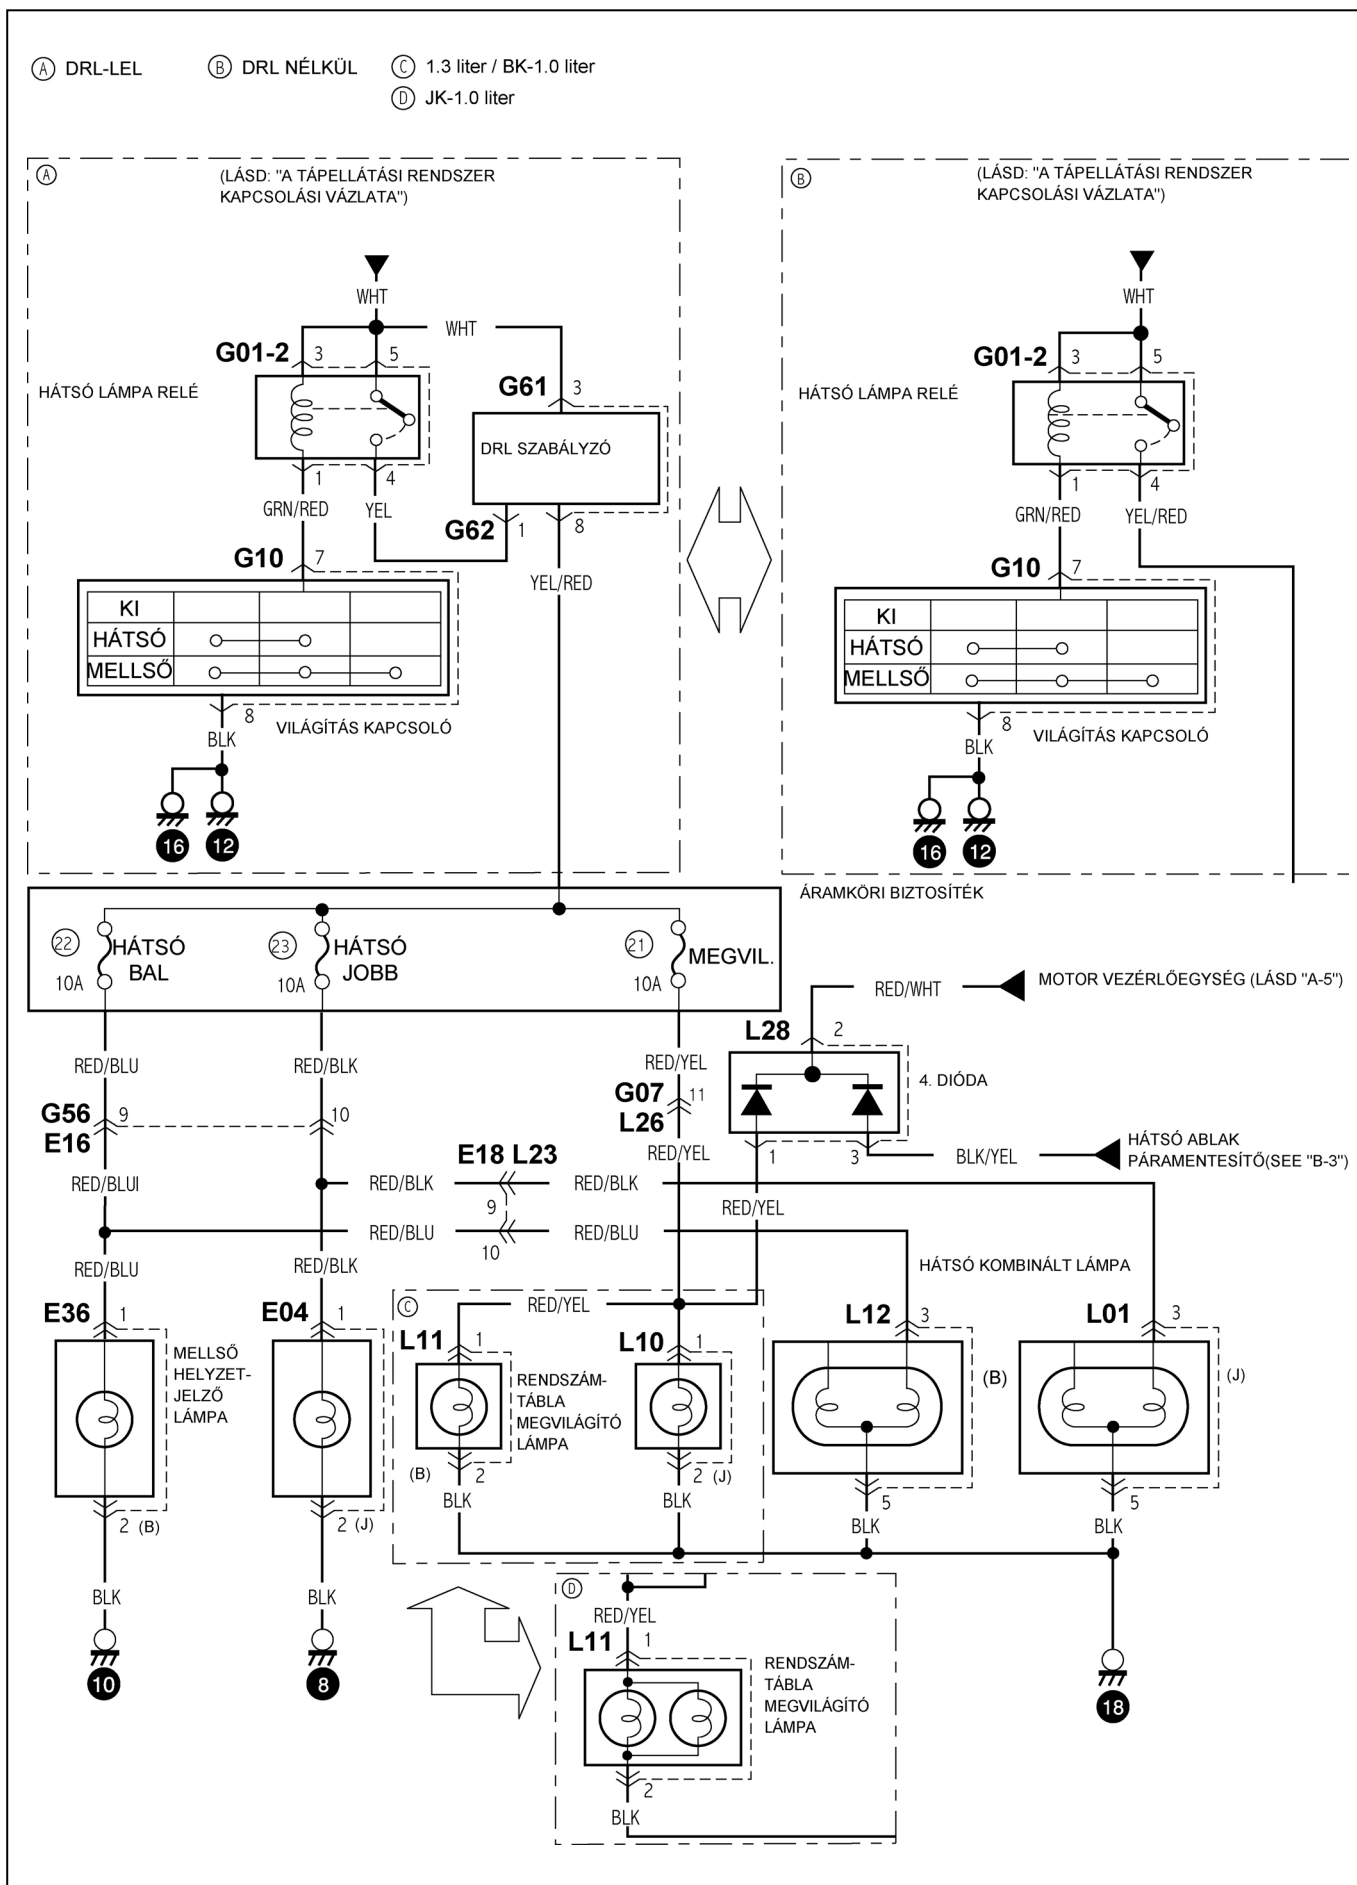 A DRL-LEL
B DRL NÉLKÜL
C 1.3 liter / BK-1.0 liter
D JK-1.0 liter
A
(LÁSD: "A TÁPELLÁTÁSI RENDSZER
KAPCSOLÁSI VÁZLATA")
WHT
WHT
G01-2
3
5
HÁTSÓ LÁMPA RELÉ
G61
3
DRL SZABÁLYZÓ
1
4
GRN/RED
YEL
G62
1
8
YEL/RED
G10
7
KI
HÁTSÓ
MELLSŐ
8
VILÁGÍTÁS KAPCSOLÓ
BLK
16
12
B
(LÁSD: "A TÁPELLÁTÁSI RENDSZER
KAPCSOLÁSI VÁZLATA")
WHT
G01-2
3
5
HÁTSÓ LÁMPA RELÉ
1
4
GRN/RED
YEL/RED
G10
7
KI
HÁTSÓ
MELLSŐ
8
VILÁGÍTÁS KAPCSOLÓ
BLK
16
12
ÁRAMKÖRI BIZTOSÍTÉK
22
HÁTSÓ
BAL
10A
23
HÁTSÓ
JOBB
10A
21
MEGVIL.
10A
RED/WHT
MOTOR VEZÉRLŐEGYSÉG (LÁSD "A-5")
L28
2
4. DIÓDA
1
3
BLK/YEL
HÁTSÓ ABLAK
PÁRAMENTESÍTŐ(SEE "B-3")
RED/BLU
RED/BLK
RED/YEL
G56
E16
9
10
G07
L26
11
RED/YEL
RED/BLUI
RED/BLK
E18 L23
RED/BLK
9
RED/YEL
RED/BLU
RED/BLU
10
RED/BLU
RED/BLK
HÁTSÓ KOMBINÁLT LÁMPA
E36
1
MELLSŐ
HELYZET-
JELZŐ
LÁMPA
2 (B)
BLK
10
E04
1
2 (J)
BLK
8
C
RED/YEL
L11
1
RENDSZÁM-
TÁBLA
MEGVILÁGÍTÓ
LÁMPA
(B)
2
BLK
L10
1
2 (J)
BLK
L12
3
(B)
5
BLK
L01
3
(J)
5
BLK
18
D
RED/YEL
L11
1
RENDSZÁM-
TÁBLA
MEGVILÁGÍTÓ
LÁMPA
2
BLK